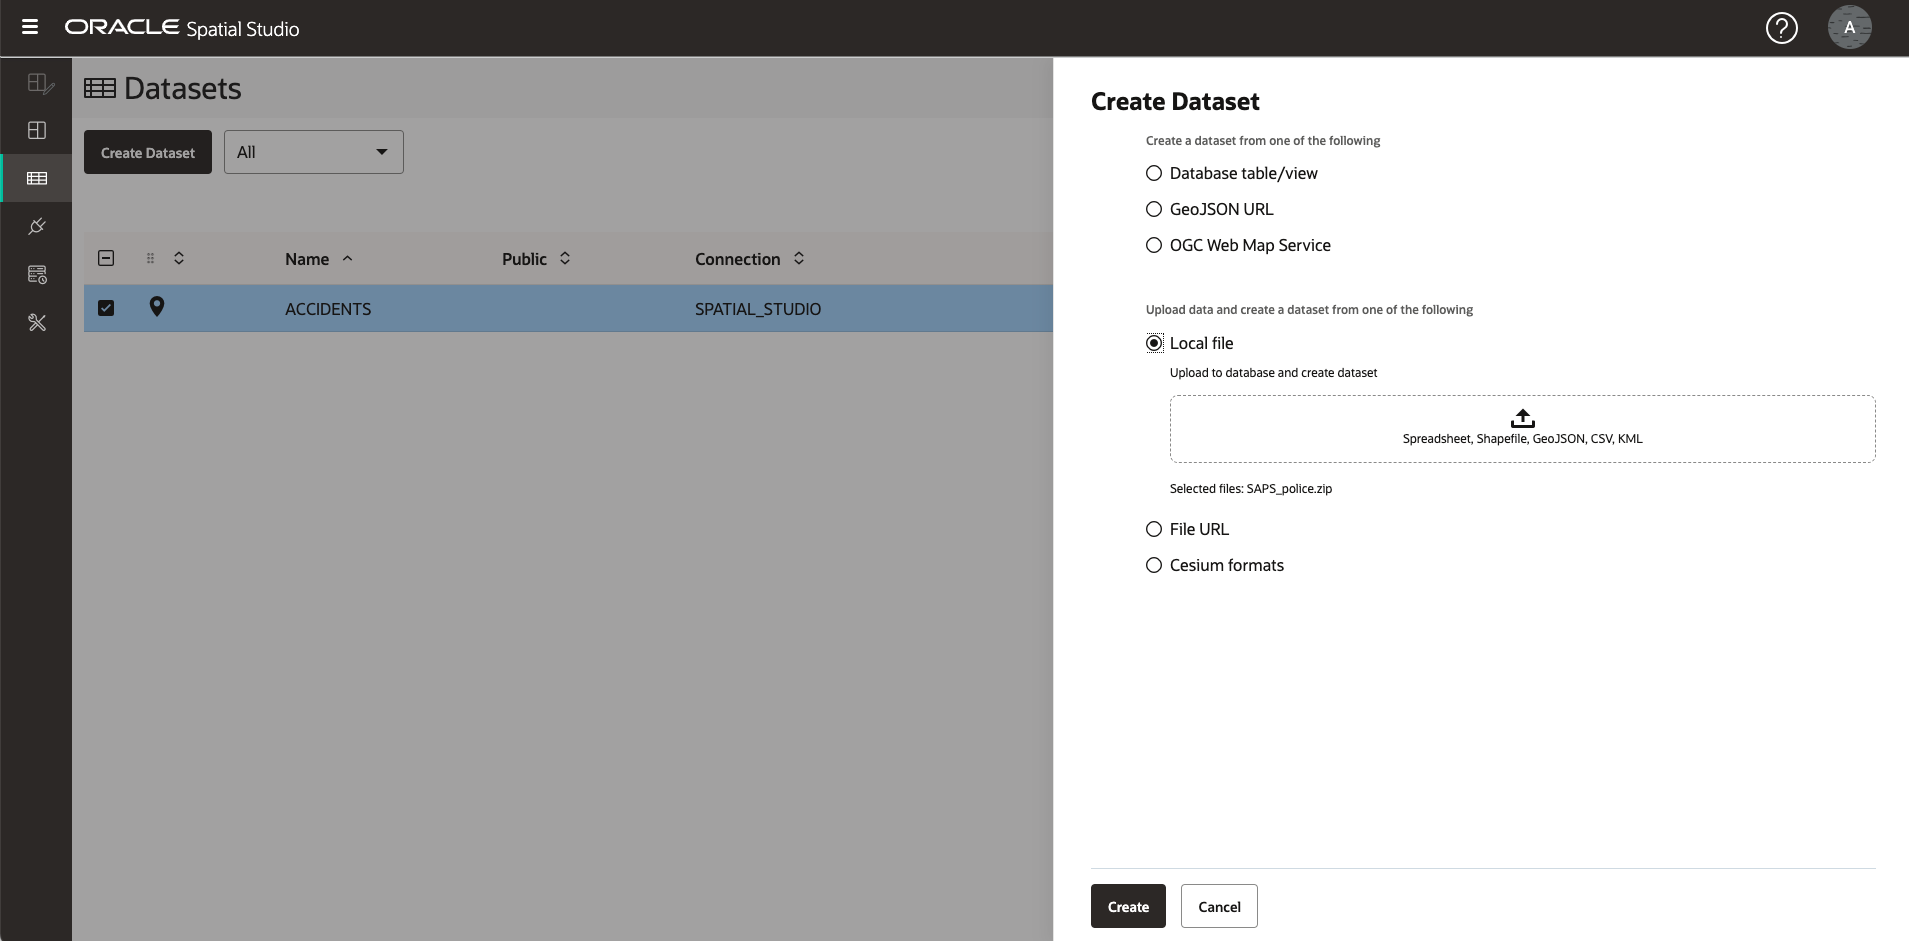 ORACLE Spatial Studio
?
A
Datasets
Create Dataset
All
Name
Public
Connection
ACCIDENTS
SPATIAL_STUDIO
Create Dataset
Create a dataset from one of the following
Database table/view
GeoJSON URL
OGC Web Map Service
Upload data and create a dataset from one of the following
Local file
Upload to database and create dataset
Spreadsheet, Shapefile, GeoJSON, CSV, KML
Selected files: SAPS_police.zip
File URL
Cesium formats
Create
Cancel